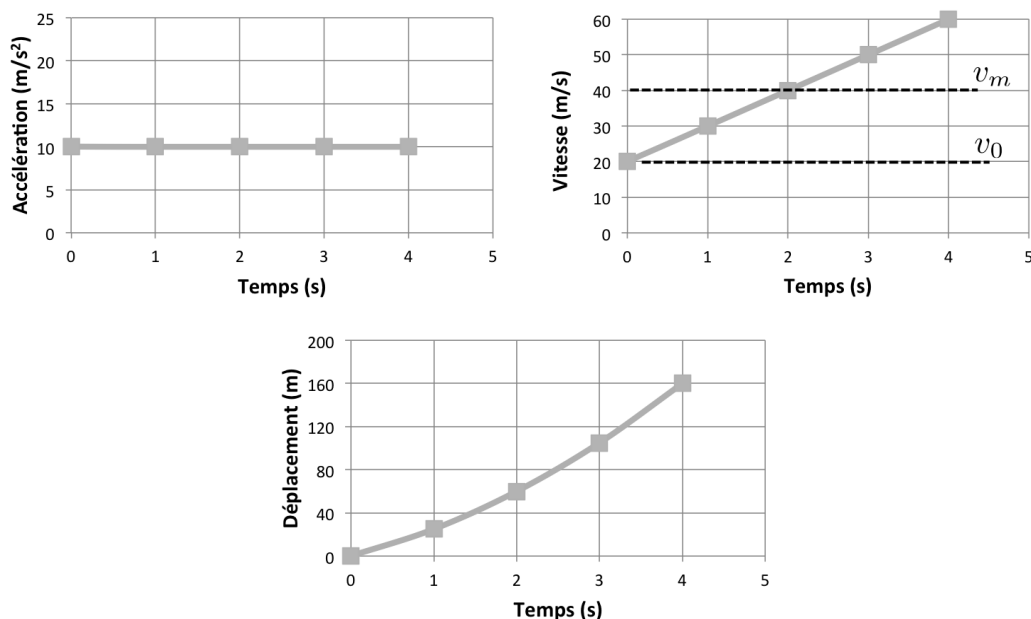 Accélération (m/s²)
25
20
15
10
5
0
0 1 2 3 4 5
Temps (s)
Vitesse (m/s)
60
50
40
30
20
10
0
v_m
v_0
0 1 2 3 4 5
Temps (s)
Déplacement (m)
200
160
120
80
40
0
0 1 2 3 4 5
Temps (s)